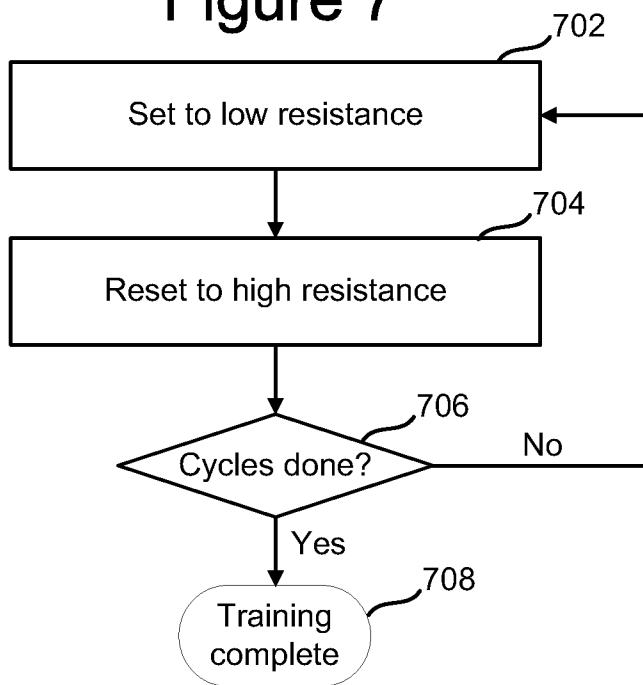 Figure 7
702
Set to low resistance
704
Reset to high resistance
706
Cycles done?
No
Yes
708
Training
complete